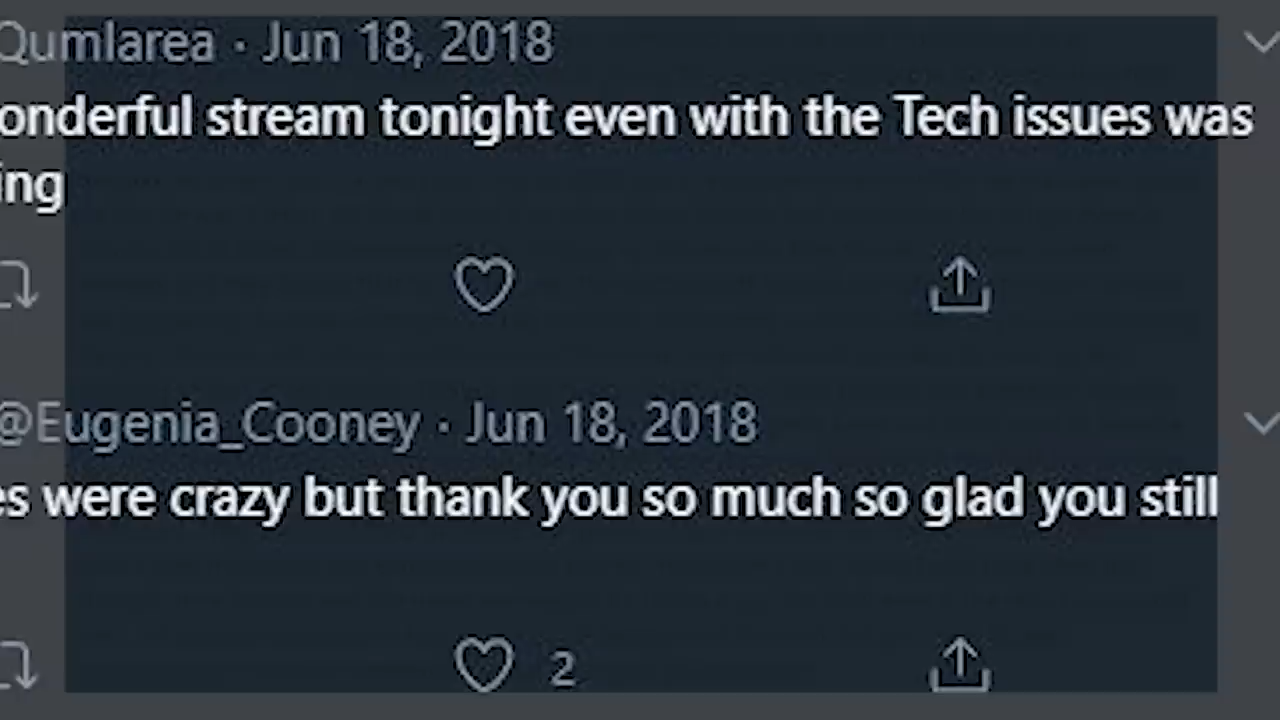 Qumlarea · Jun 18, 2018
onderful stream tonight even with the Tech issues was
ing
@Eugenia_Cooney · Jun 18, 2018
es were crazy but thank you so much so glad you still
2